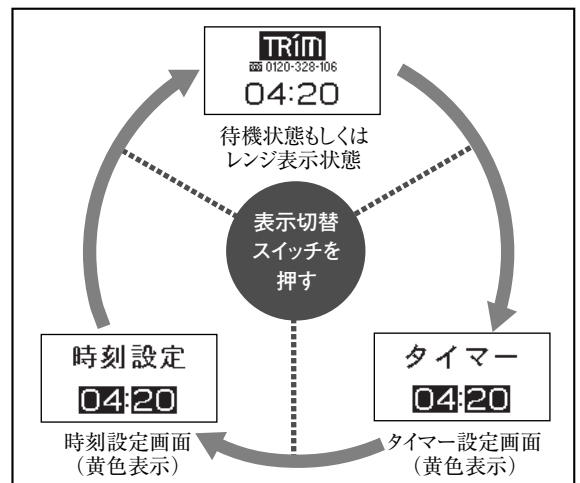 TRIM
0120-328-106
04:20
待機状態もしくは
レンジ表示状態
表示切替
スイッチを
押す
時刻設定
04:20
時刻設定画面
（黄色表示）
タイマー
04:20
タイマー設定画面
（黄色表示）